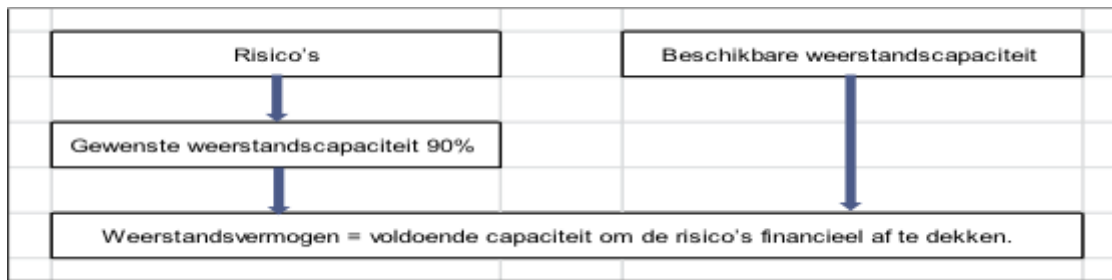 Risico's
Beschikbare weerstandscapaciteit
Gewenste weerstandscapaciteit 90%
Weerstandsvermogen = voldoende capaciteit om de risico's financieel af te dekken.